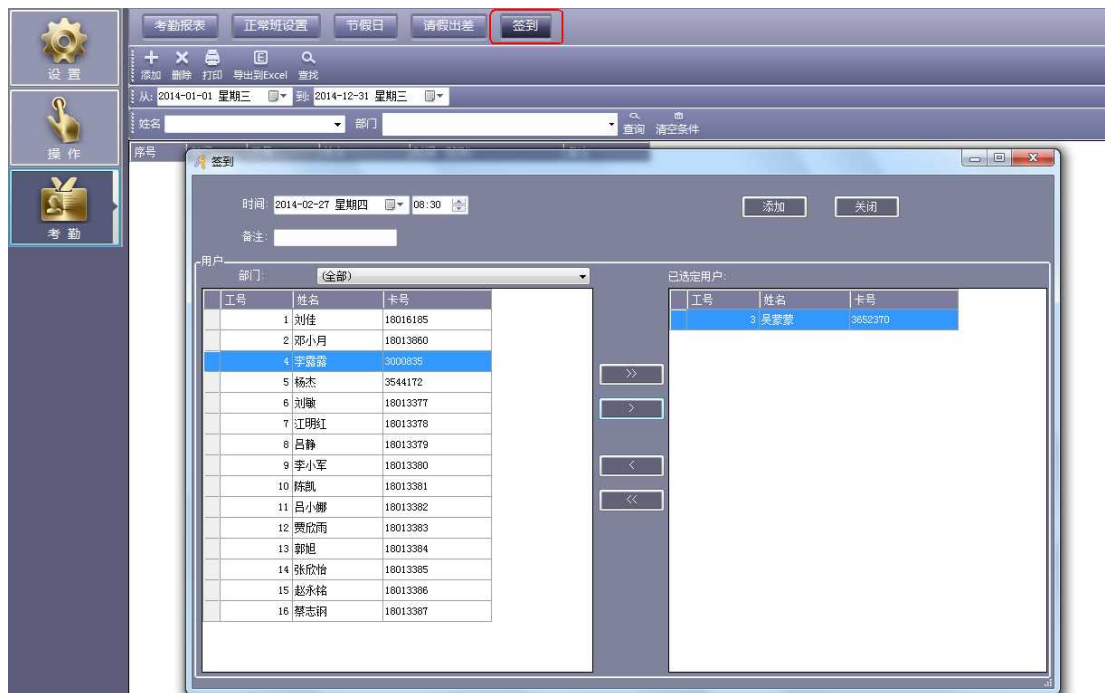 考勤报表 正常班设置 节假日 请假出差 签到
添加 删除 打印 导出到Excel 查找
设置
从: 2014-01-01 星期三 到: 2014-12-31 星期三
姓名 部门 查询 清空条件
操作
序号
签到
时间: 2014-02-27 星期四 08:30 添加 关闭
考勤
备注:
用户
部门: (全部) 已选定用户:
工号 姓名 卡号 工号 姓名 卡号
1 刘佳 18016185 3 吴蒙蒙 3652370
2 邓小月 18013860
4 李露露 3000835
5 杨杰 3544172
6 刘敏 18013377
7 江明红 18013378
8 吕静 18013379
9 李小军 18013380
10 陈凯 18013381
11 吕小娜 18013382
12 贾欣雨 18013383
13 郭旭 18013384
14 张欣怡 18013385
15 赵永铭 18013386
16 蔡志钢 18013387
>>
>
<
<<